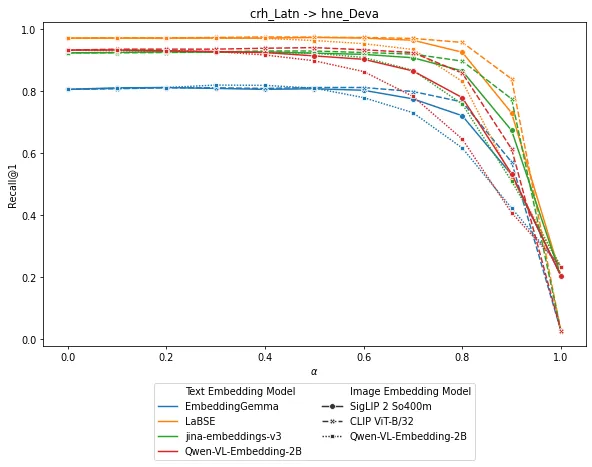 crh_Latn -> hne_Deva
Recall@1
1.0
0.8
0.6
0.4
0.2
0.0
0.0 0.2 0.4 0.6 0.8 1.0
α
Text Embedding Model
EmbeddingGemma
LaBSE
jina-embeddings-v3
Qwen-VL-Embedding-2B
Image Embedding Model
SigLIP 2 So400m
CLIP ViT-B/32
Qwen-VL-Embedding-2B